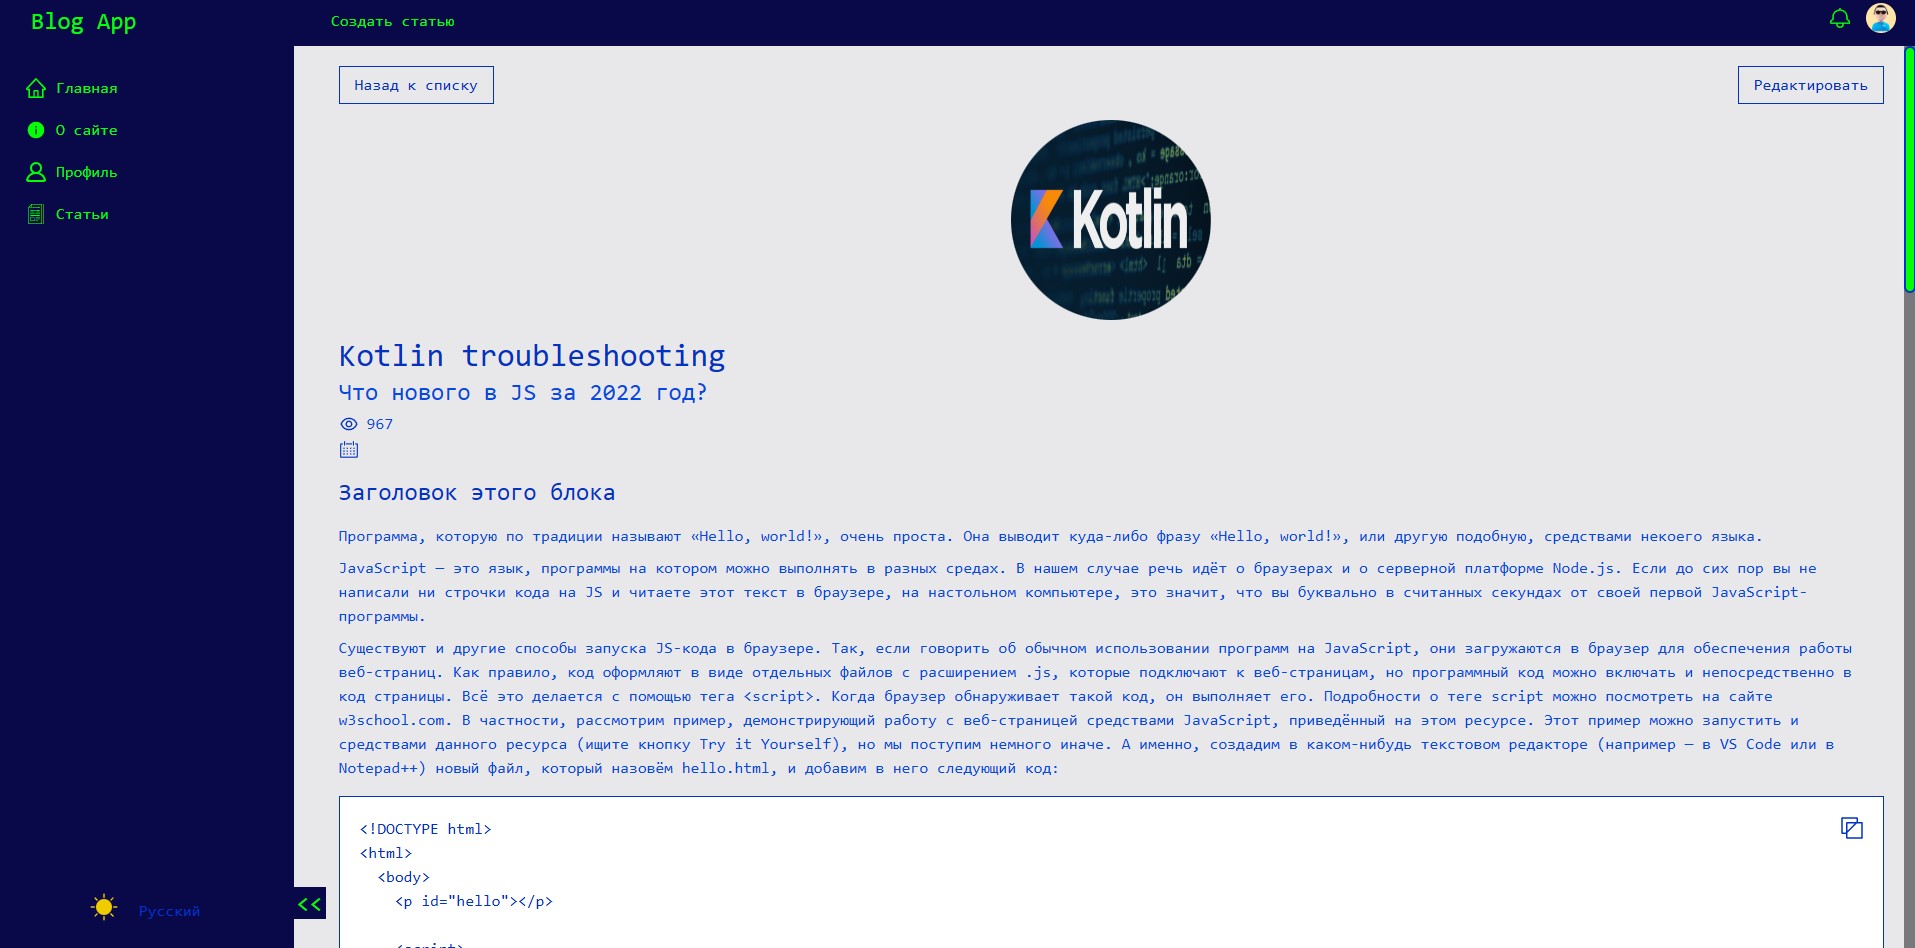 Blog App
Создать статью
Главная
О сайте
Профиль
Статьи
Назад к списку
Редактировать
Kotlin
Kotlin troubleshooting
Что нового в JS за 2022 год?
967
Заголовок этого блока
Программа, которую по традиции называют «Hello, world!», очень проста. Она выводит куда-либо фразу «Hello, world!», или другую подобную, средствами некоего языка.
JavaScript — это язык, программы на котором можно выполнять в разных средах. В нашем случае речь идёт о браузерах и о серверной платформе Node.js. Если до сих пор вы не
написали ни строчки кода на JS и читаете этот текст в браузере, на настольном компьютере, это значит, что вы буквально в считанных секундах от своей первой JavaScript-
программы.
Существуют и другие способы запуска JS-кода в браузере. Так, если говорить об обычном использовании программ на JavaScript, они загружаются в браузер для обеспечения работы
веб-страниц. Как правило, код оформляют в виде отдельных файлов с расширением .js, которые подключают к веб-страницам, но программный код можно включать и непосредственно в
код страницы. Всё это делается с помощью тега <script>. Когда браузер обнаруживает такой код, он выполняет его. Подробности о теге script можно посмотреть на сайте
w3school.com. В частности, рассмотрим пример, демонстрирующий работу с веб-страницей средствами JavaScript, приведённый на этом ресурсе. Этот пример можно запустить и
средствами данного ресурса (ищите кнопку Try it Yourself), но мы поступим немного иначе. А именно, создадим в каком-нибудь текстовом редакторе (например — в VS Code или в
Notepad++) новый файл, который назовём hello.html, и добавим в него следующий код:
<!DOCTYPE html>
<html>
<body>
<p id="hello"></p>
<script>
Русский
<<